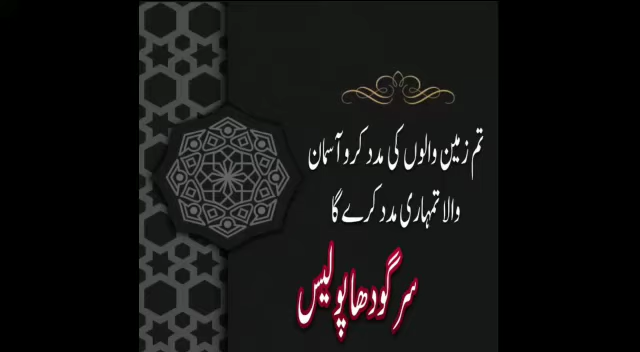 تم زمین والوں کی مدد کرو آسمان
والا تمہاری مدد کرے گا
سرگودھا پولیس